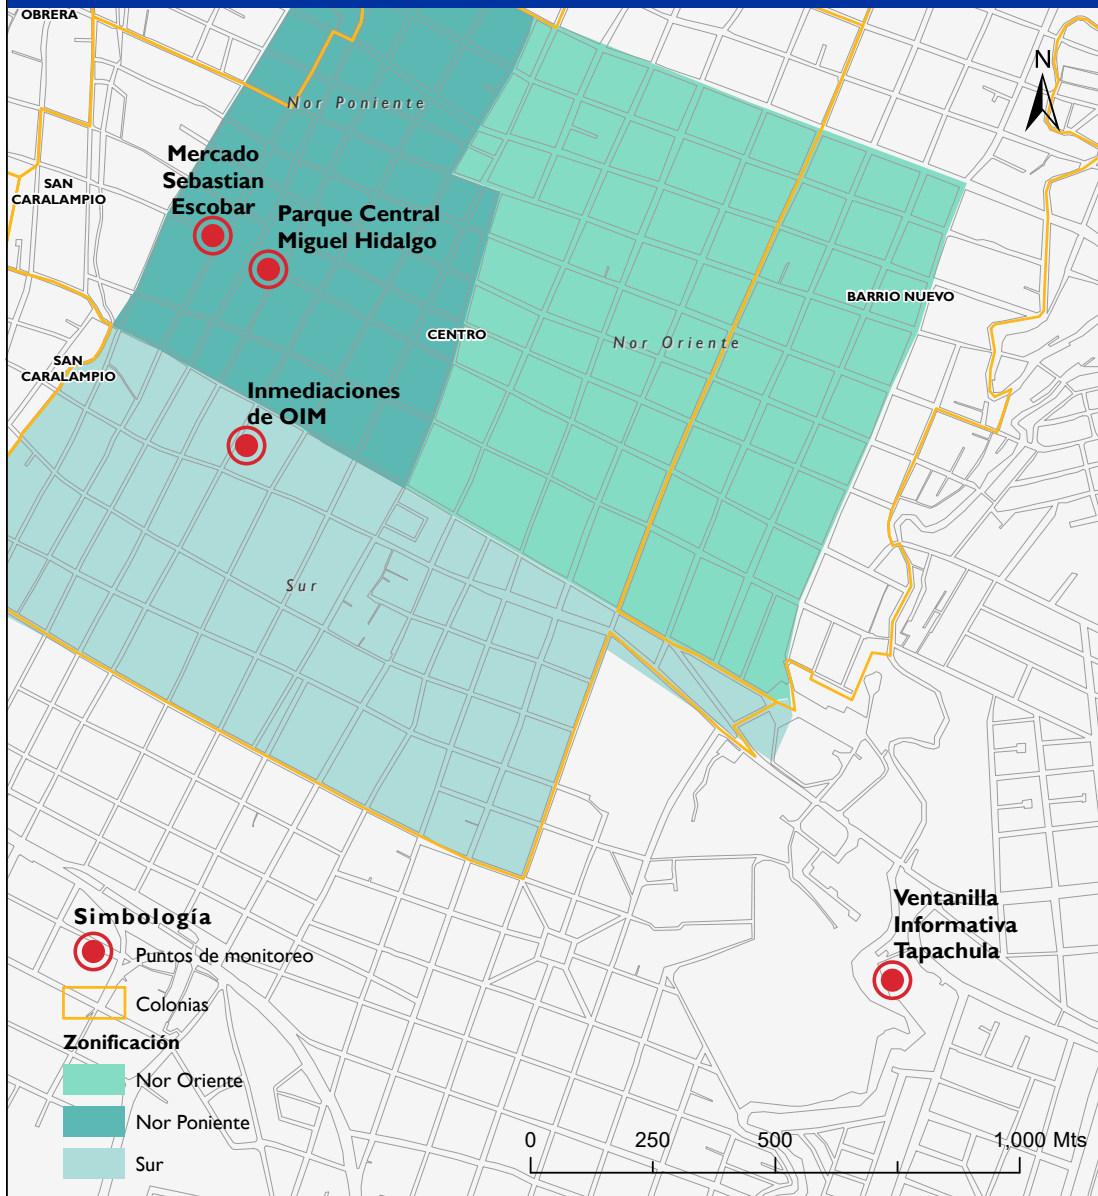 OBRERA
N
Nor Poniente
Mercado
Sebastian
Escobar
SAN
CARALAMPIO
Parque Central
Miguel Hidalgo
BARRIO NUEVO
CENTRO
Nor Oriente
SAN
CARALAMPIO
Inmediaciones
de OIM
Sur
Ventanilla
Informativa
Tapachula
Simbología
Puntos de monitoreo
Colonias
Zonificación
Nor Oriente
Nor Poniente
Sur
0 250 500 1,000 Mts